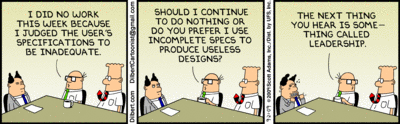 I DID NO WORK
THIS WEEK BECAUSE
I JUDGED THE USER'S
SPECIFICATIONS TO
BE INADEQUATE.
Dilbert.com DilbertCartoonist@gmail.com
SHOULD I CONTINUE
TO DO NOTHING OR
DO YOU PREFER I USE
INCOMPLETE SPECS TO
PRODUCE USELESS
DESIGNS?
THE NEXT THING
YOU HEAR IS SOME-
THING CALLED
LEADERSHIP.
9-2-09 ©2009 Scott Adams, Inc./Dist. by UFS, Inc.